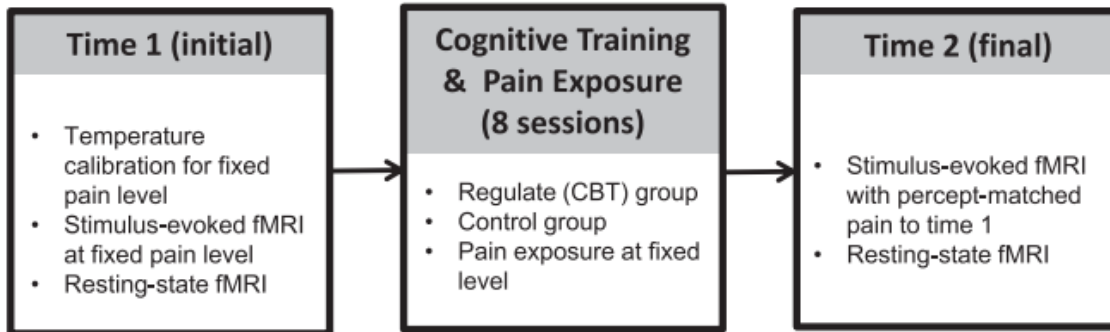 Time 1 (initial)
• Temperature
calibration for fixed
pain level
• Stimulus-evoked fMRI
at fixed pain level
• Resting-state fMRI
Cognitive Training
& Pain Exposure
(8 sessions)
• Regulate (CBT) group
• Control group
• Pain exposure at fixed
level
Time 2 (final)
• Stimulus-evoked fMRI
with percept-matched
pain to time 1
• Resting-state fMRI